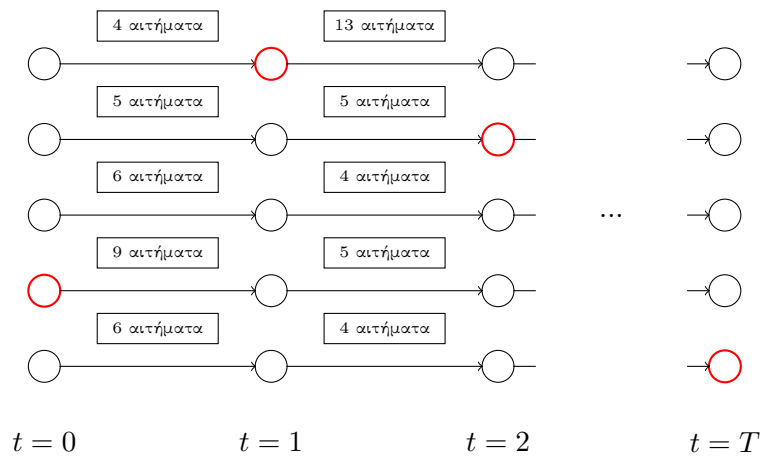 4 αιτήματα 13 αιτήματα
5 αιτήματα 5 αιτήματα
6 αιτήματα 4 αιτήματα
...
9 αιτήματα 5 αιτήματα
6 αιτήματα 4 αιτήματα
t = 0 t = 1 t = 2 t = T